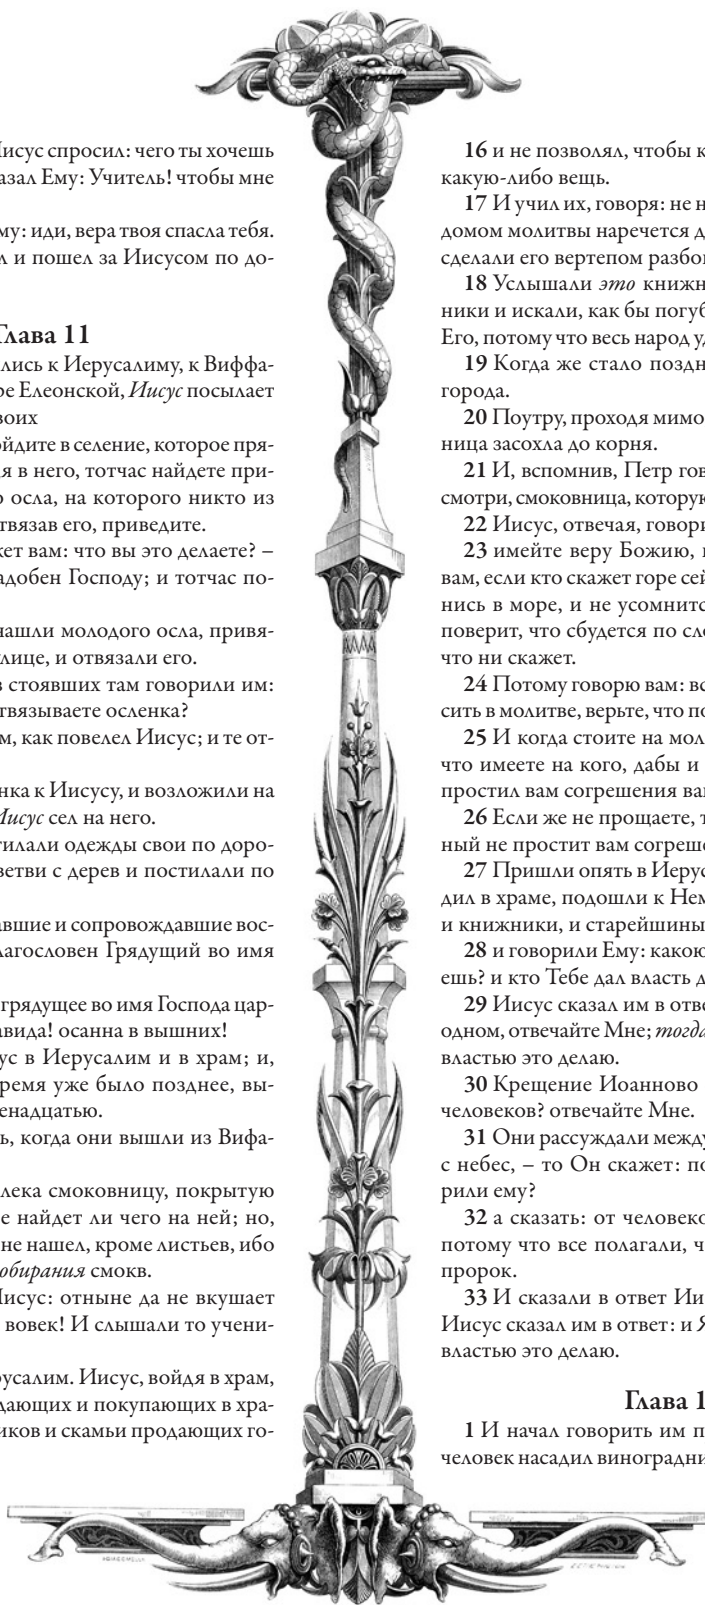 Иисус спросил: чего ты хочешь
азал Ему: Учитель! чтобы мне
му: иди, вера твоя спасла тебя.
л и пошел за Иисусом по до-
Глава 11
лись к Иерусалиму, к Виффа-
ре Елеонской, Иисус посылает
воих
ойдите в селение, которое пря-
я в него, тотчас найдете при-
о осла, на которого никто из
твязав его, приведите.
жет вам: что вы это делаете? –
адобен Господу; и тотчас по-
нашли молодого осла, привя-
лице, и отвязали его.
з стоявших там говорили им:
твязываете осленка?
м, как повелел Иисус; и те от-
нка к Иисусу, и возложили на
Иисус сел на него.
тилали одежды свои по доро-
ветви с дерев и постилали по
авшие и сопровождавшие вос-
лагословен Грядущий во имя
грядущее во имя Господа цар-
авида! осанна в вышних!
ус в Иерусалим и в храм; и,
ремя уже было позднее, вы-
енадцатью.
ь, когда они вышли из Вифа-
лека смоковницу, покрытую
е найдет ли чего на ней; но,
не нашел, кроме листьев, ибо
обирания смокв.
Иисус: отныне да не вкушает
вовек! И слышали то учени-
русалим. Иисус, войдя в храм,
дающих и покупающих в хра-
иков и скамьи продающих го-
16 и не позволял, чтобы к
какую-либо вещь.
17 И учил их, говоря: не н
домом молитвы наречется д
сделали его вертепом разбо
18 Услышали это книжн
ники и искали, как бы погуб
Его, потому что весь народ уд
19 Когда же стало поздн
города.
20 Поутру, проходя мимо
ница засохла до корня.
21 И, вспомнив, Петр гов
смотри, смоковница, которую
22 Иисус, отвечая, говори
23 имейте веру Божию,
вам, если кто скажет горе сей
нись в море, и не усомнитс
поверит, что сбудется по сло
что ни скажет.
24 Потому говорю вам: вс
сить в молитве, верьте, что по
25 И когда стоите на мол
что имеете на кого, дабы и
простил вам согрешения ва
26 Если же не прощаете, т
ный не простит вам согреше
27 Пришли опять в Иерус
дил в храме, подошли к Нем
и книжники, и старейшины
28 и говорили Ему: какою
ешь? и кто Тебе дал власть д
29 Иисус сказал им в отве
одном, отвечайте Мне; тогда
властью это делаю.
30 Крещение Иоанново
человеков? отвечайте Мне.
31 Они рассуждали между
с небес, – то Он скажет: по
рили ему?
32 а сказать: от человеко
потому что все полагали, ч
пророк.
33 И сказали в ответ Ии
Иисус сказал им в ответ: и Я
властью это делаю.
Глава 1
1 И начал говорить им п
человек насадил виноградни